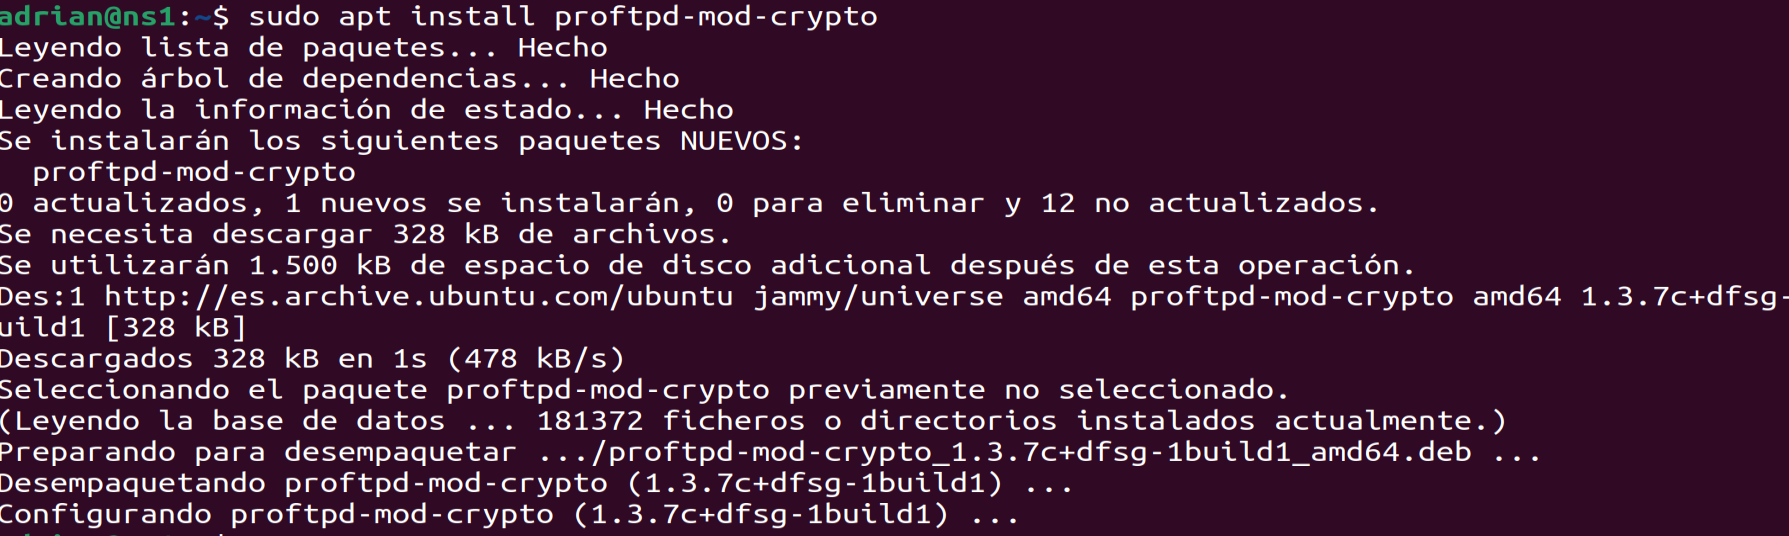 adrian@ns1:~$ sudo apt install proftpd-mod-crypto
Leyendo lista de paquetes... Hecho
Creando árbol de dependencias... Hecho
Leyendo la información de estado... Hecho
Se instalarán los siguientes paquetes NUEVOS:
  proftpd-mod-crypto
0 actualizados, 1 nuevos se instalarán, 0 para eliminar y 12 no actualizados.
Se necesita descargar 328 kB de archivos.
Se utilizarán 1.500 kB de espacio de disco adicional después de esta operación.
Des:1 http://es.archive.ubuntu.com/ubuntu jammy/universe amd64 proftpd-mod-crypto amd64 1.3.7c+dfsg-
uild1 [328 kB]
Descargados 328 kB en 1s (478 kB/s)
Seleccionando el paquete proftpd-mod-crypto previamente no seleccionado.
(Leyendo la base de datos ... 181372 ficheros o directorios instalados actualmente.)
Preparando para desempaquetar .../proftpd-mod-crypto_1.3.7c+dfsg-1build1_amd64.deb ...
Desempaquetando proftpd-mod-crypto (1.3.7c+dfsg-1build1) ...
Configurando proftpd-mod-crypto (1.3.7c+dfsg-1build1) ...